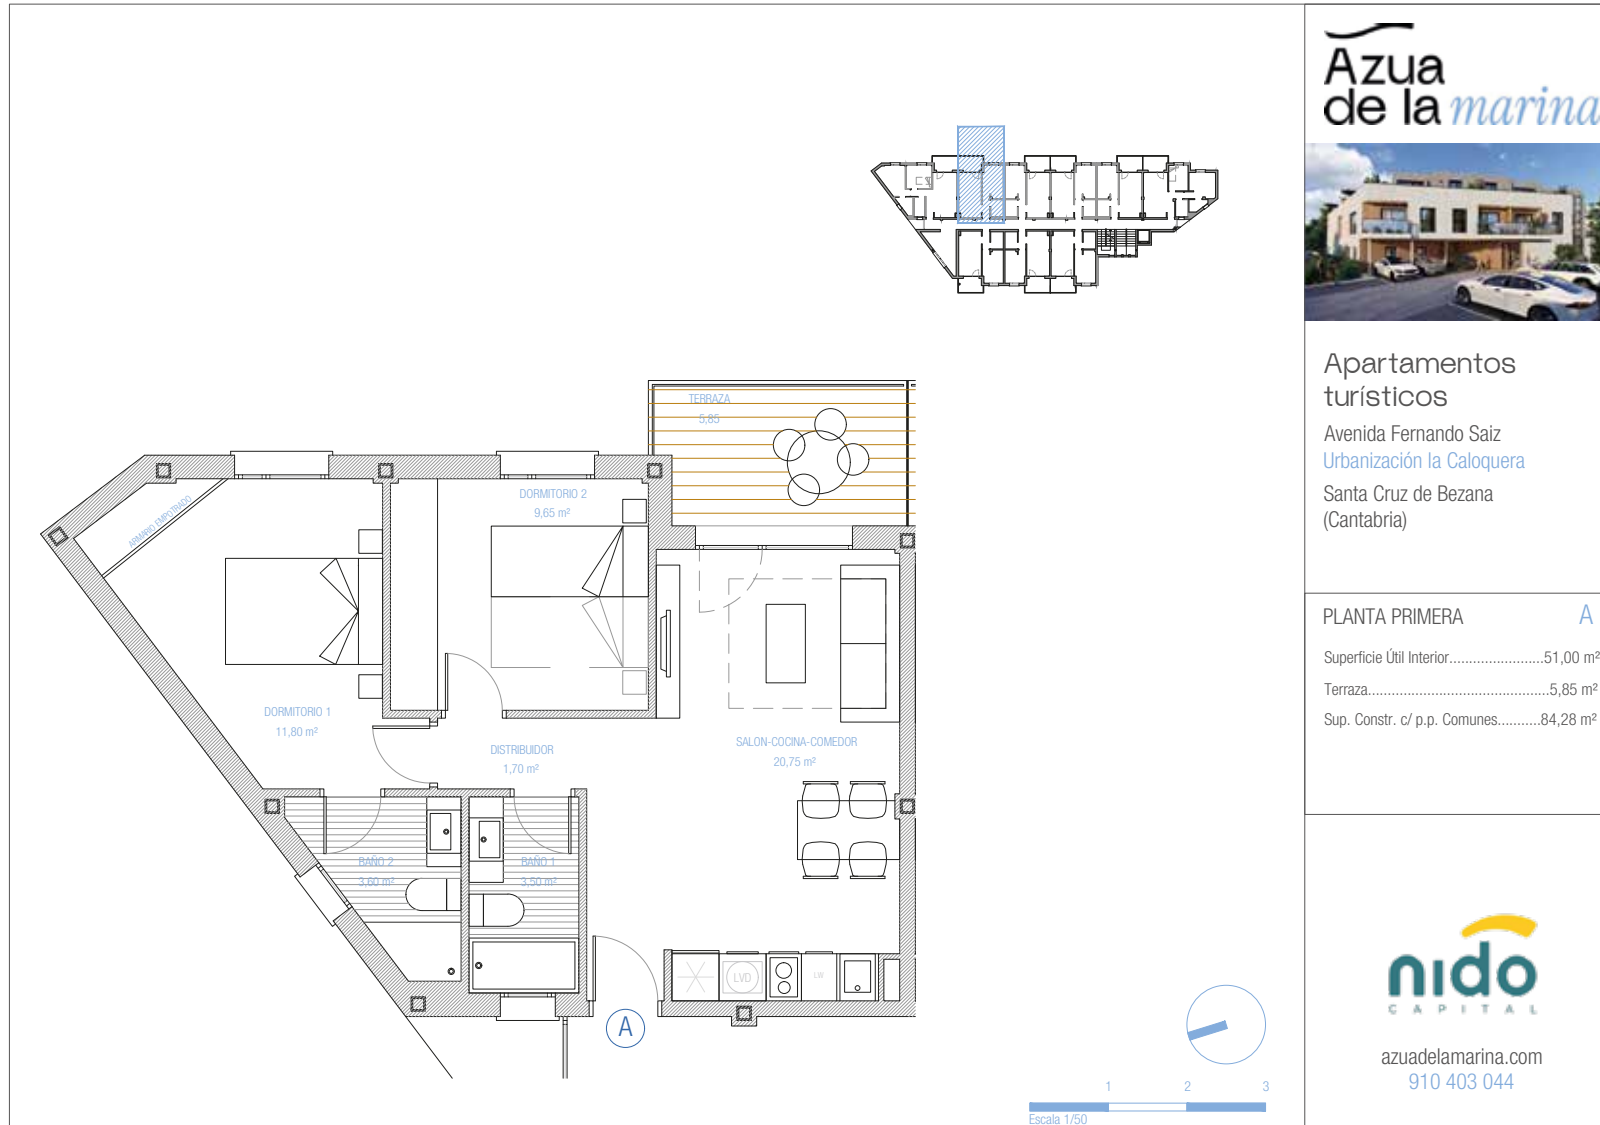 Azua
de la marina
Apartamentos
turísticos
Avenida Fernando Saiz
Urbanización la Caloquera
Santa Cruz de Bezana
(Cantabria)
PLANTA PRIMERA A
Superficie Útil Interior........................51,00 m²
Terraza..............................................5,85 m²
Sup. Constr. c/ p.p. Comunes...........84,28 m²
nido
CAPITAL
azuadelamarina.com
910 403 044
TERRAZA
5,85
DORMITORIO 2
9,65 m²
ARMARIO EMPOTRADO
DORMITORIO 1
11,80 m²
DISTRIBUIDOR
1,70 m²
SALON-COCINA-COMEDOR
20,75 m²
BAÑO 2
3,60 m²
BAÑO 1
3,50 m²
LVD
LW
A
1 2 3
Escala 1/50